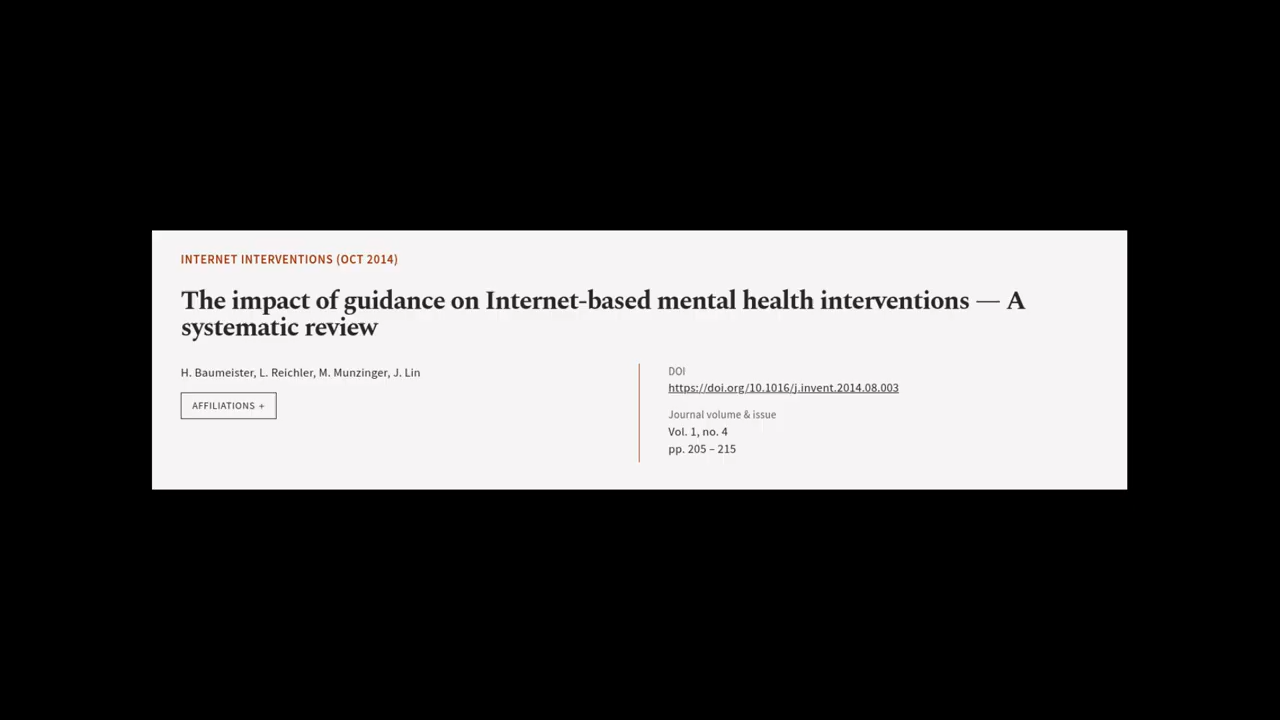 INTERNET INTERVENTIONS (OCT 2014)
The impact of guidance on Internet-based mental health interventions — A
systematic review
H. Baumeister, L. Reichler, M. Munzinger, J. Lin
AFFILIATIONS +
DOI
https://doi.org/10.1016/j.invent.2014.08.003
Journal volume & issue
Vol. 1, no. 4
pp. 205 – 215